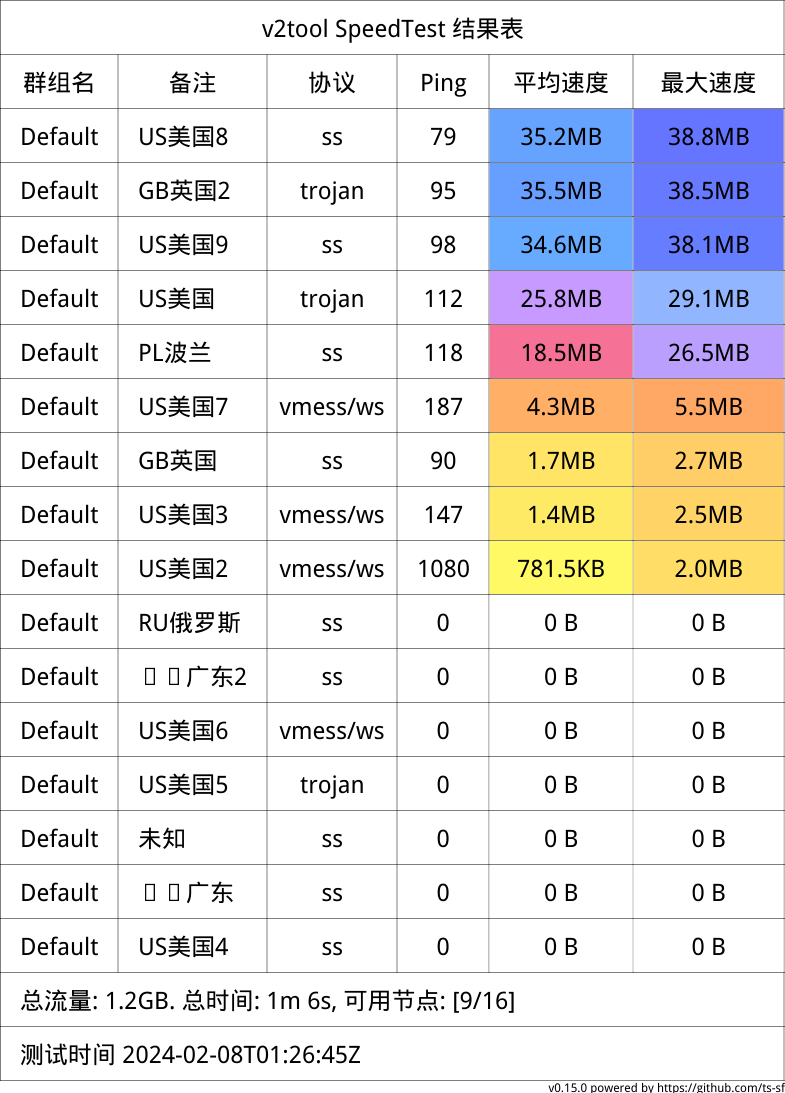 v2tool SpeedTest 结果表
群组名 备注 协议 Ping 平均速度 最大速度
Default US美国8 ss 79 35.2MB 38.8MB
Default GB英国2 trojan 95 35.5MB 38.5MB
Default US美国9 ss 98 34.6MB 38.1MB
Default US美国 trojan 112 25.8MB 29.1MB
Default PL波兰 ss 118 18.5MB 26.5MB
Default US美国7 vmess/ws 187 4.3MB 5.5MB
Default GB英国 ss 90 1.7MB 2.7MB
Default US美国3 vmess/ws 147 1.4MB 2.5MB
Default US美国2 vmess/ws 1080 781.5KB 2.0MB
Default RU俄罗斯 ss 0 0 B 0 B
Default 广东2 ss 0 0 B 0 B
Default US美国6 vmess/ws 0 0 B 0 B
Default US美国5 trojan 0 0 B 0 B
Default 未知 ss 0 0 B 0 B
Default 广东 ss 0 0 B 0 B
Default US美国4 ss 0 0 B 0 B
总流量: 1.2GB. 总时间: 1m 6s, 可用节点: [9/16]
测试时间 2024-02-08T01:26:45Z
v0.15.0 powered by https://github.com/ts-sf